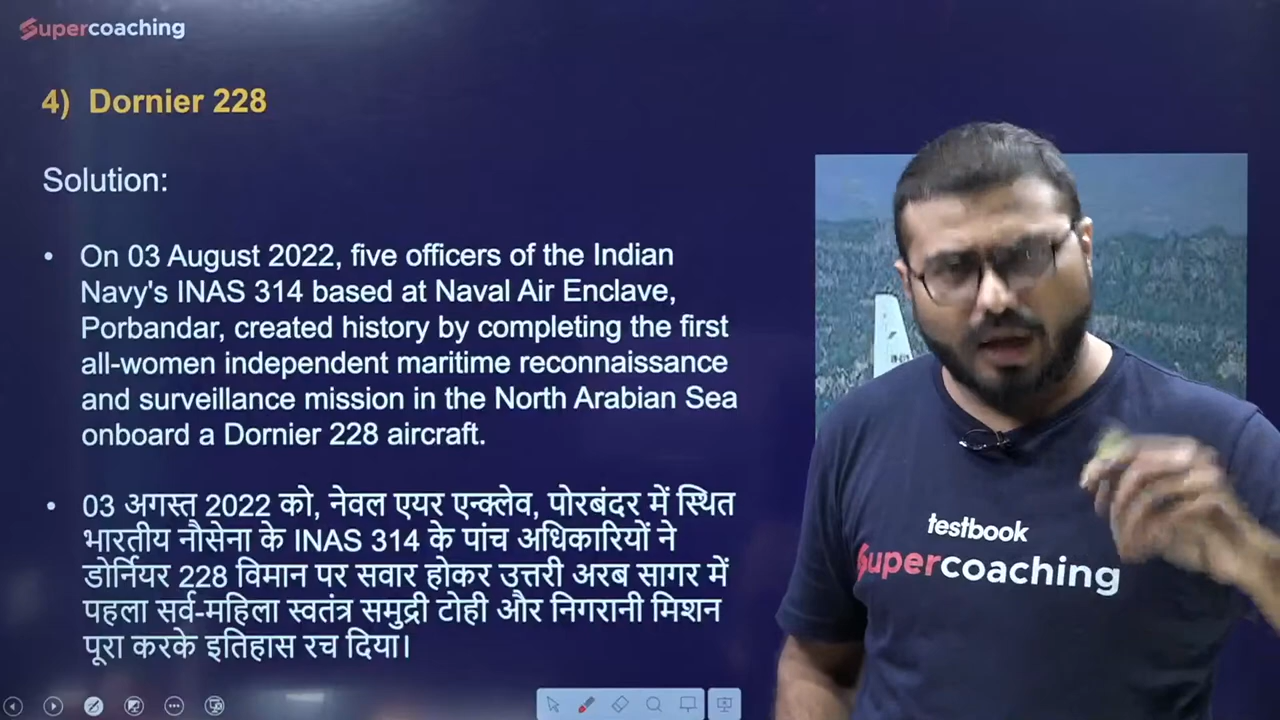 Supercoaching
4) Dornier 228
Solution:
• On 03 August 2022, five officers of the Indian
Navy's INAS 314 based at Naval Air Enclave,
Porbandar, created history by completing the first
all-women independent maritime reconnaissance
and surveillance mission in the North Arabian Sea
onboard a Dornier 228 aircraft.
• 03 अगस्त 2022 को, नेवल एयर एन्क्लेव, पोरबंदर में स्थित
भारतीय नौसेना के INAS 314 के पांच अधिकारियों ने
डोर्नियर 228 विमान पर सवार होकर उत्तरी अरब सागर में
पहला सर्व-महिला स्वतंत्र समुद्री टोही और निगरानी मिशन
पूरा करके इतिहास रच दिया।
testbook
Supercoaching